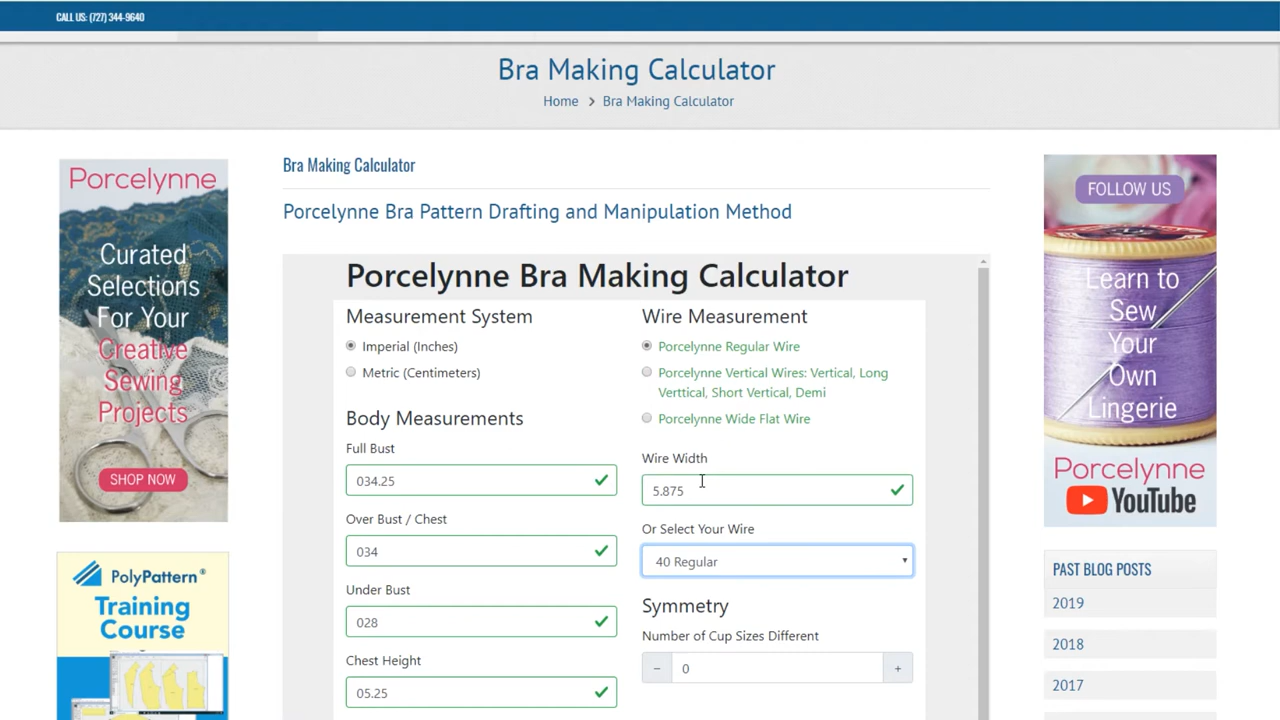 CALL US: (727) 344-9640
Bra Making Calculator
Home > Bra Making Calculator
Porcelynne
Curated
Selections
For Your
Creative
Sewing
Projects
SHOP NOW
PolyPattern®
Training
Course
Bra Making Calculator
Porcelynne Bra Pattern Drafting and Manipulation Method
Porcelynne Bra Making Calculator
Measurement System
Imperial (Inches)
Metric (Centimeters)
Body Measurements
Full Bust
034.25
Over Bust / Chest
034
Under Bust
028
Chest Height
05.25
Wire Measurement
Porcelynne Regular Wire
Porcelynne Vertical Wires: Vertical, Long
Verttical, Short Vertical, Demi
Porcelynne Wide Flat Wire
Wire Width
5.875
Or Select Your Wire
40 Regular
Symmetry
Number of Cup Sizes Different
− 0 +
FOLLOW US
Learn to
Sew
Your
Own
Lingerie
Porcelynne
YouTube
PAST BLOG POSTS
2019
2018
2017